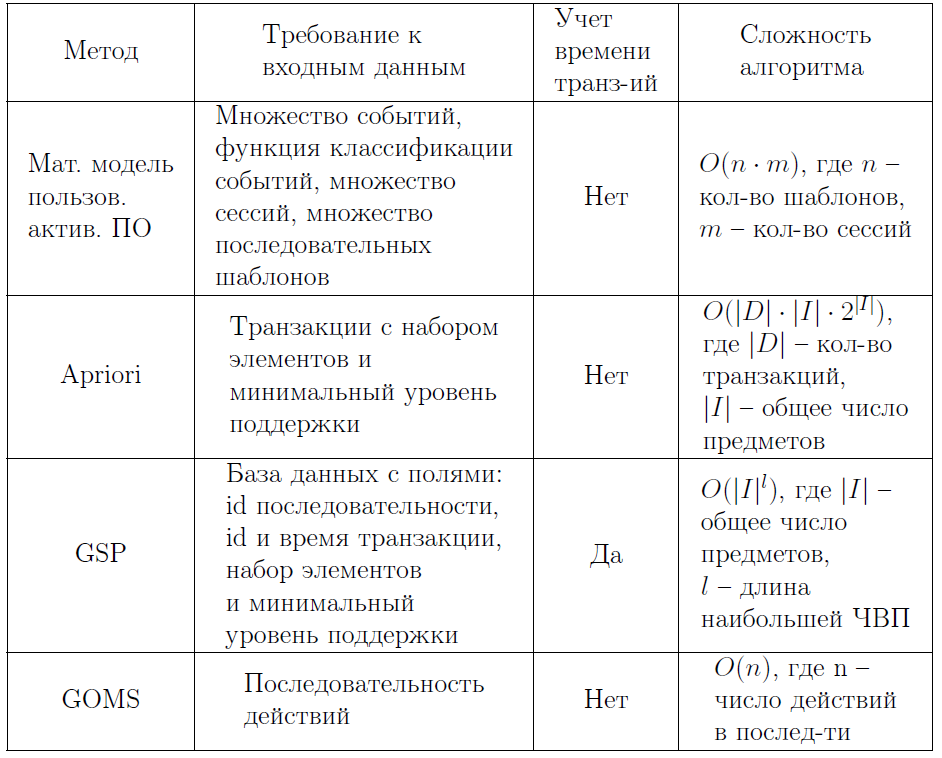 Метод
Требование к
входным данным
Учет
времени
транз-ий
Сложность
алгоритма
Мат. модель
пользов.
актив. ПО
Множество событий,
функция классификации
событий, множество
сессий, множество
последовательных
шаблонов
Нет
O(n · m), где n –
кол-во шаблонов,
m – кол-во сессий
Apriori
Транзакции с набором
элементов и
минимальный уровень
поддержки
Нет
O(|D| · |I| · 2^{|I|}),
где |D| – кол-во
транзакций,
|I| – общее число
предметов
GSP
База данных с полями:
id последовательности,
id и время транзакции,
набор элементов
и минимальный
уровень поддержки
Да
O(|I|^l), где |I| –
общее число
предметов,
l – длина
наибольшей ЧВП
GOMS
Последовательность
действий
Нет
O(n), где n –
число действий
в послед-ти